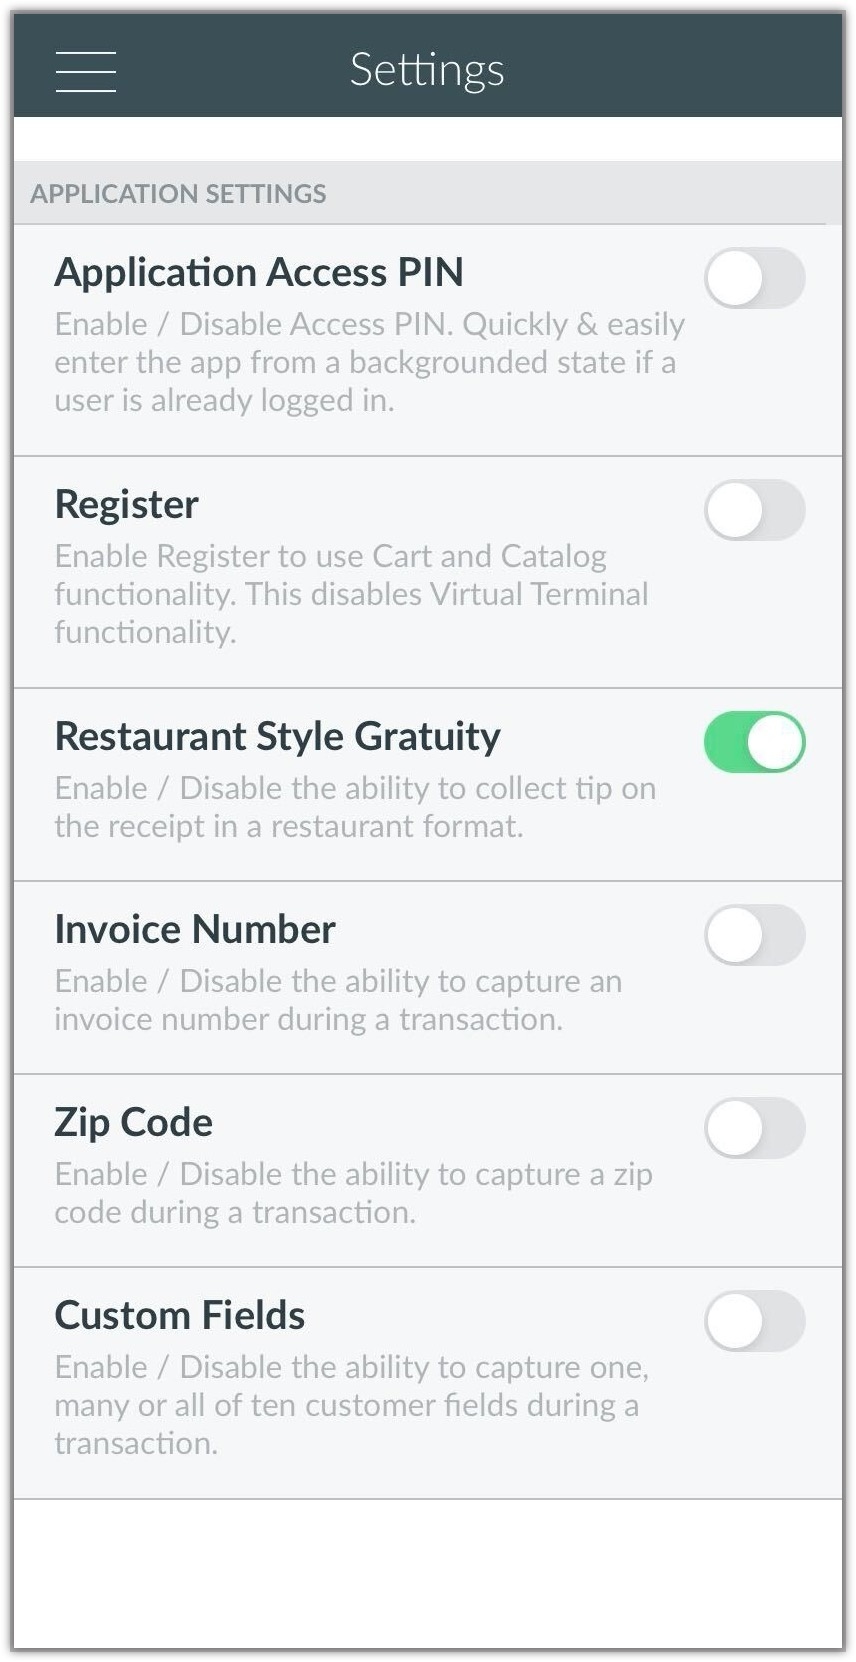 Settings
APPLICATION SETTINGS
Application Access PIN
Enable / Disable Access PIN. Quickly & easily
enter the app from a backgrounded state if a
user is already logged in.
Register
Enable Register to use Cart and Catalog
functionality. This disables Virtual Terminal
functionality.
Restaurant Style Gratuity
Enable / Disable the ability to collect tip on
the receipt in a restaurant format.
Invoice Number
Enable / Disable the ability to capture an
invoice number during a transaction.
Zip Code
Enable / Disable the ability to capture a zip
code during a transaction.
Custom Fields
Enable / Disable the ability to capture one,
many or all of ten customer fields during a
transaction.